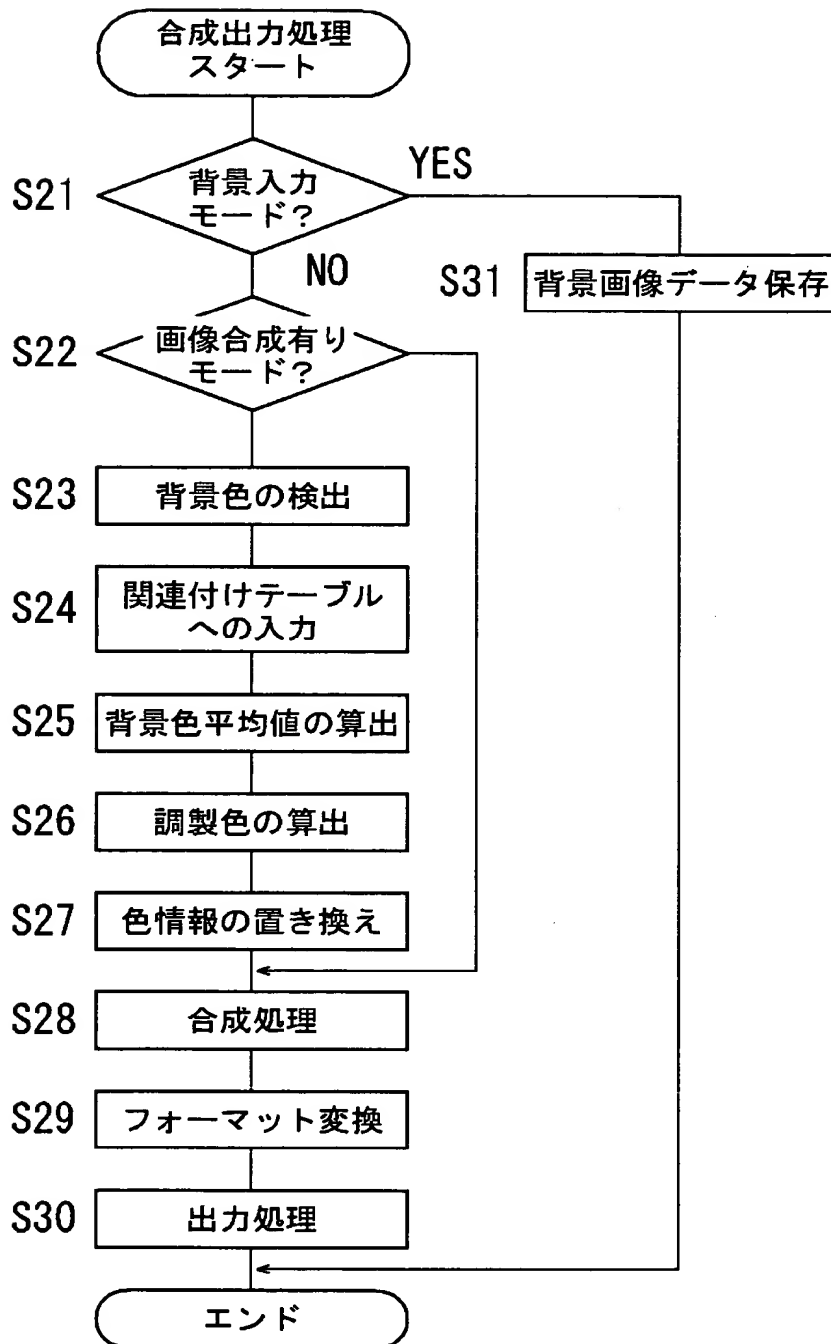 合成出力処理
スタート
S21
背景入力
モード?
YES
NO
S31
背景画像データ保存
S22
画像合成有り
モード?
S23
背景色の検出
S24
関連付けテーブル
への入力
S25
背景色平均値の算出
S26
調製色の算出
S27
色情報の置き換え
S28
合成処理
S29
フォーマット変換
S30
出力処理
エンド